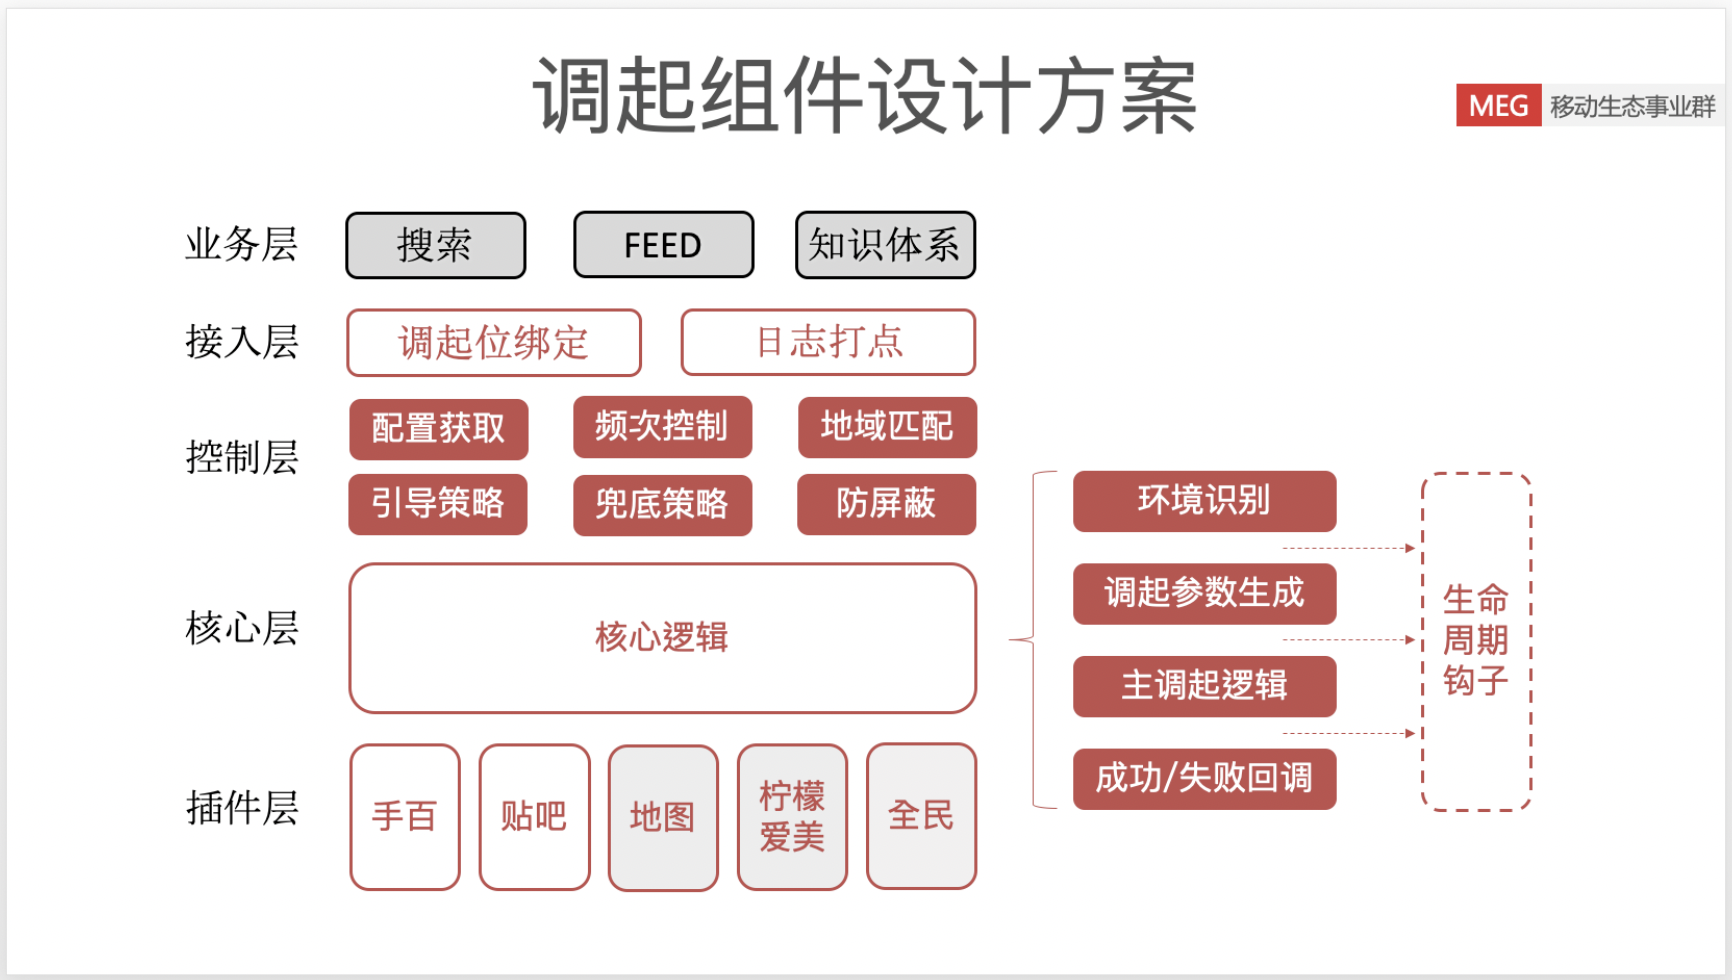 调起组件设计方案
MEG 移动生态事业群
业务层 搜索 FEED 知识体系
接入层 调起位绑定 日志打点
控制层
配置获取 频次控制 地域匹配
引导策略 兜底策略 防屏蔽
核心层 核心逻辑
插件层 手百 贴吧 地图
柠檬
爱美
全民
环境识别
调起参数生成
主调起逻辑
成功/失败回调
生命
周期
钩子